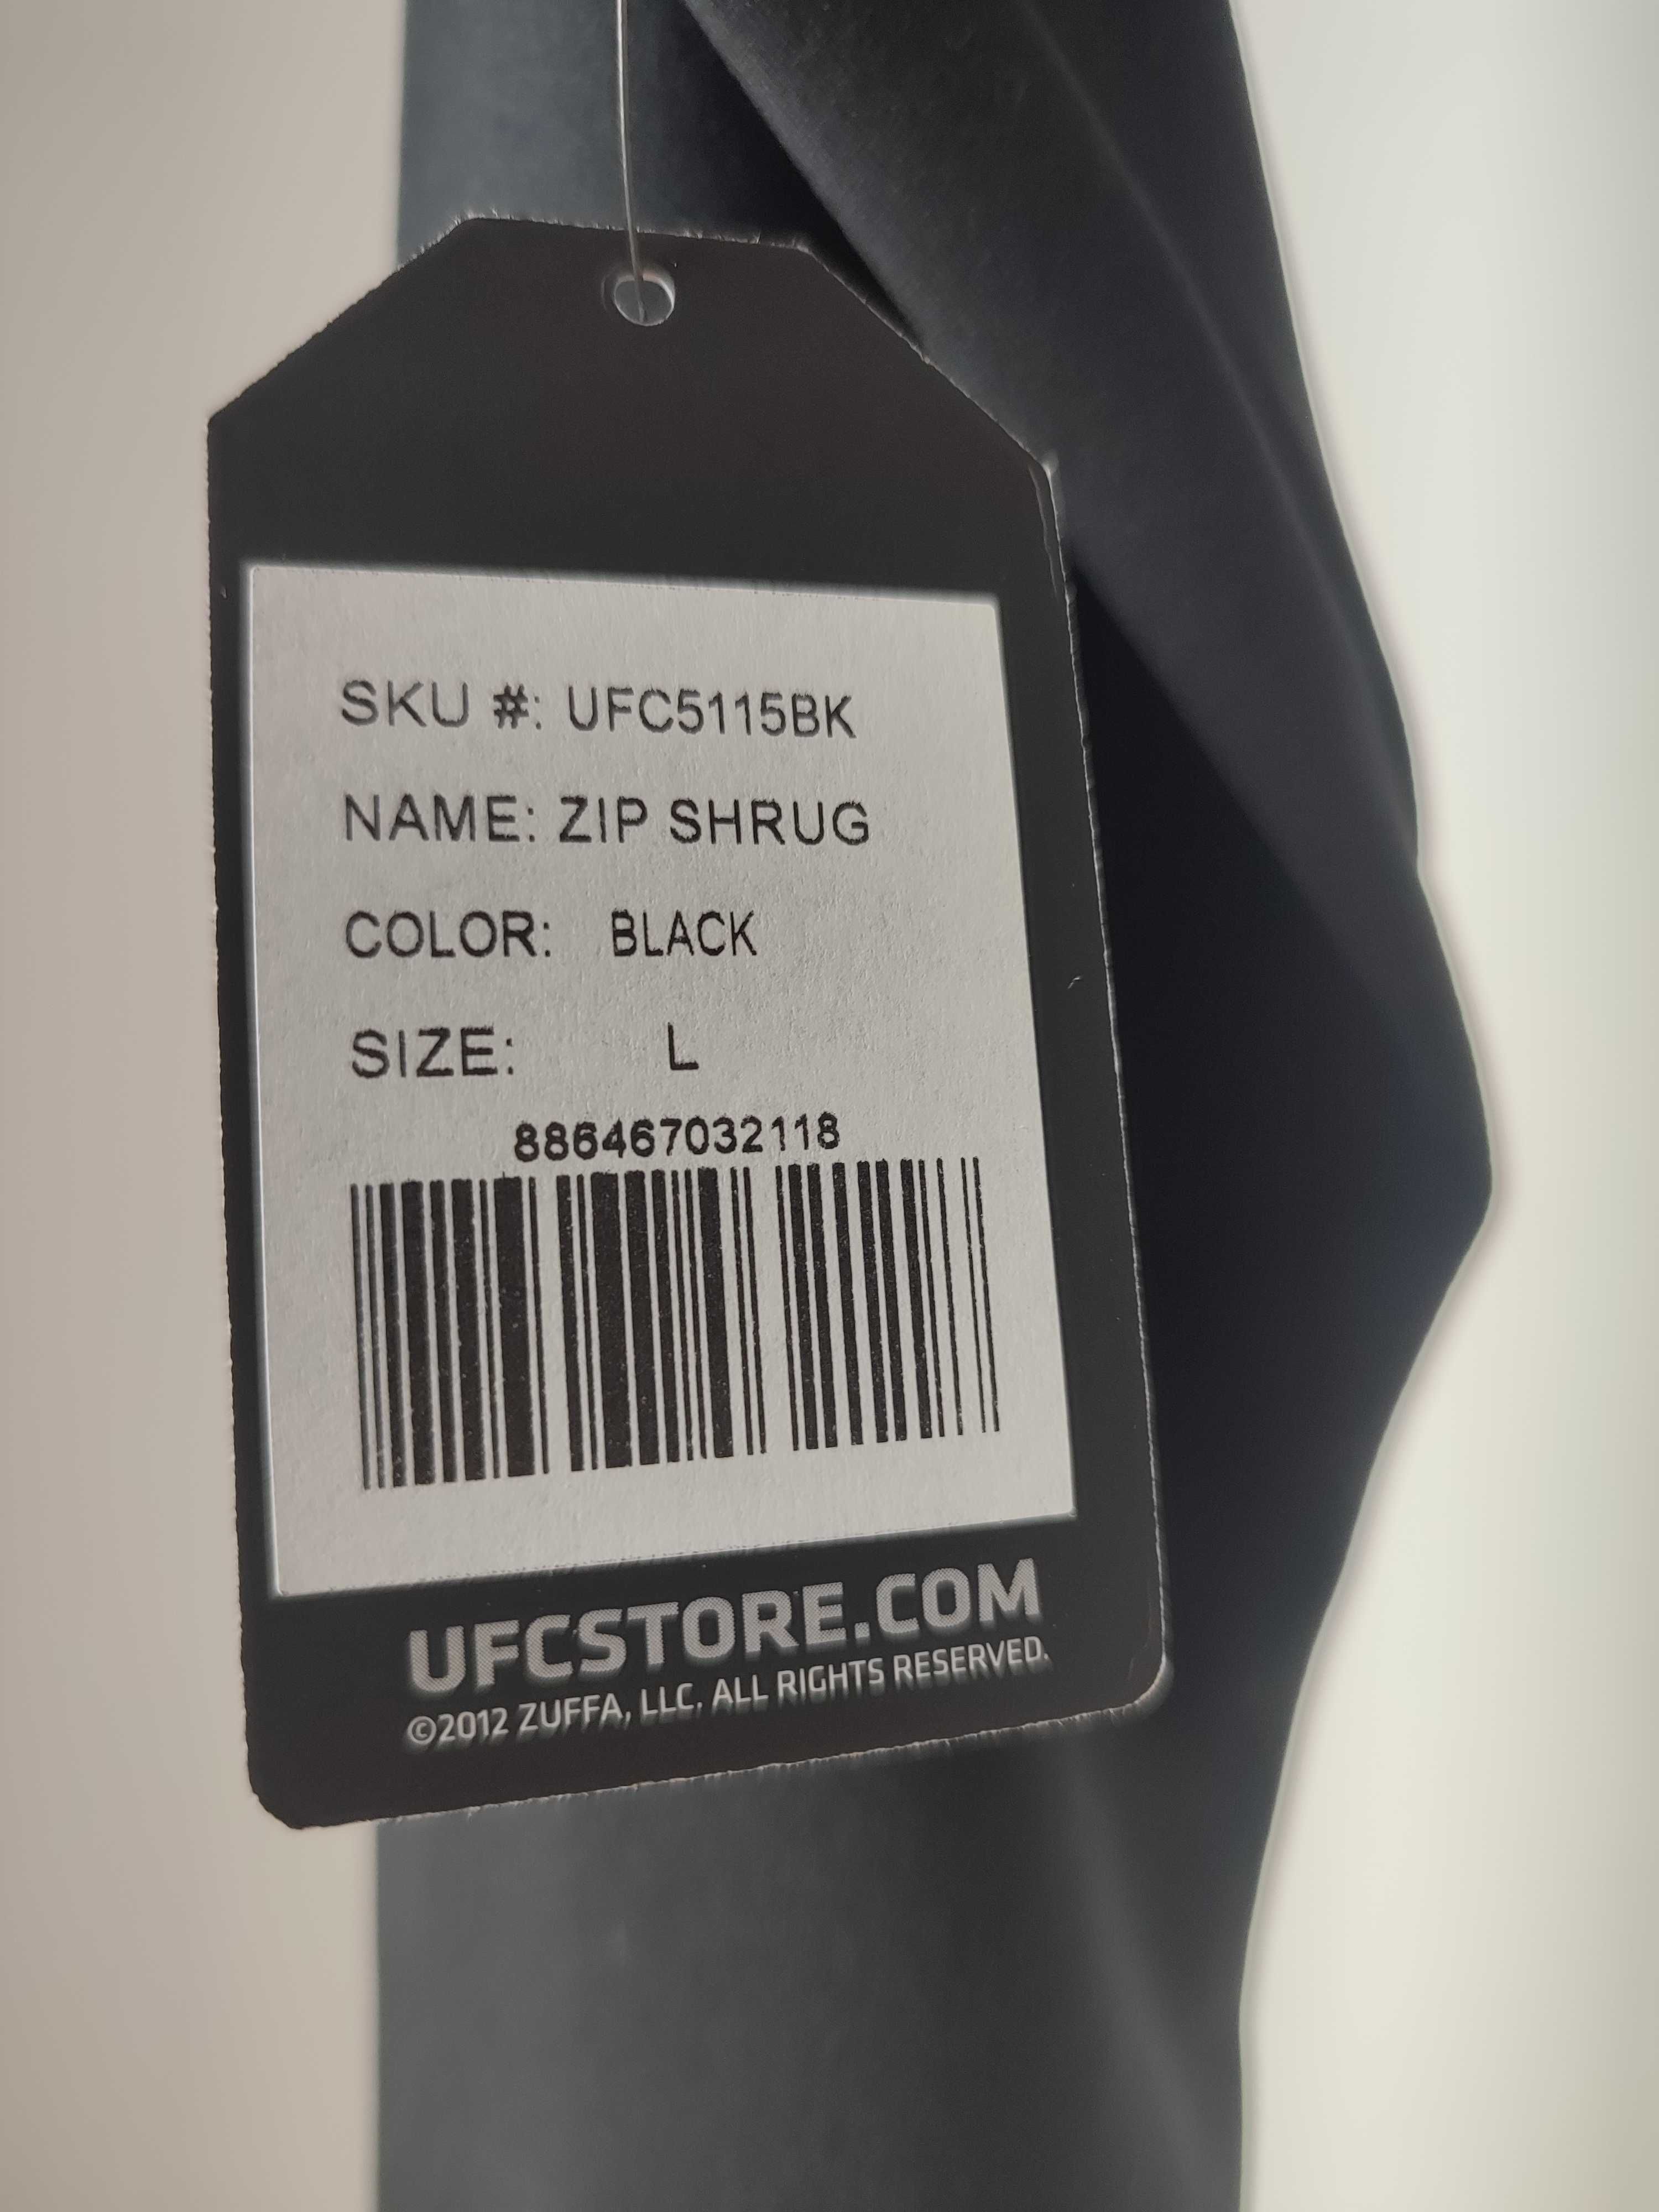 SKU #: UFC5115BK
NAME: ZIP SHRUG
COLOR: BLACK
SIZE: L
886467032118
UFCSTORE.COM
©2012 ZUFFA, LLC. ALL RIGHTS RESERVED.